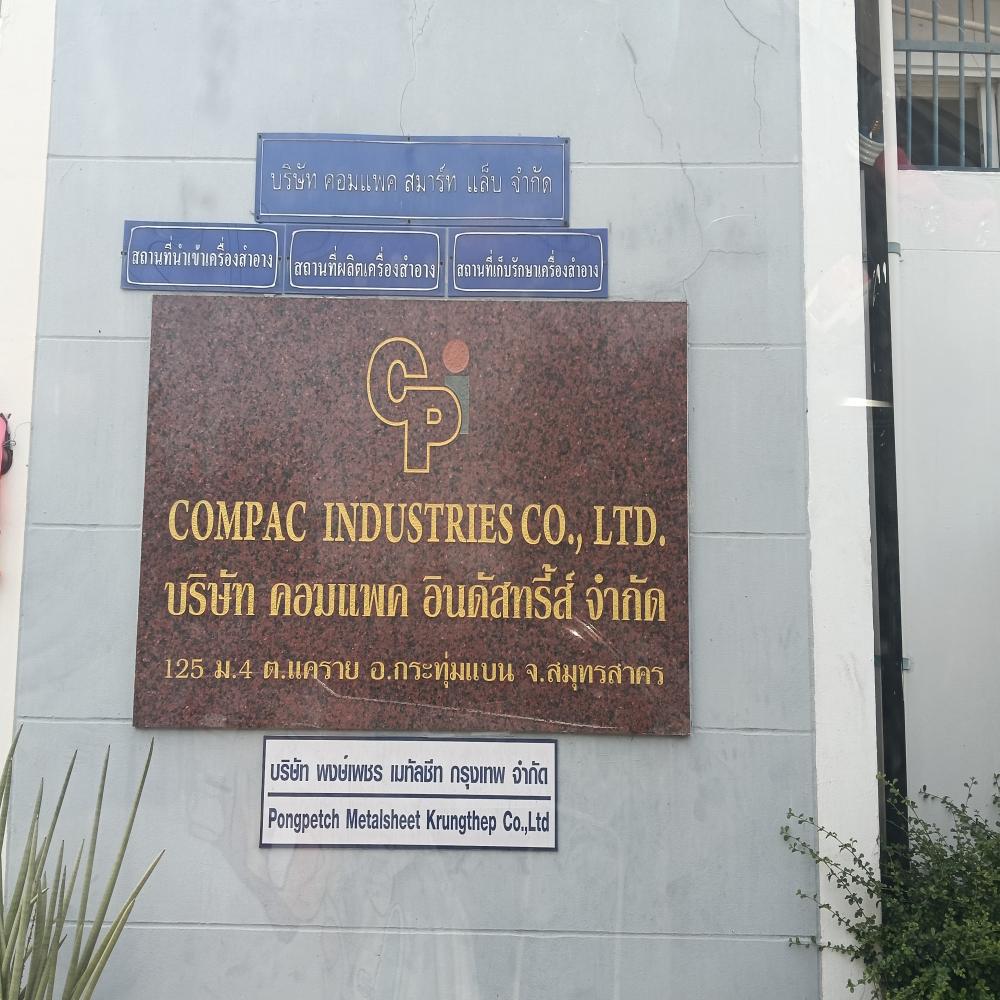 บริษัท คอมแพค สมาร์ท แล็บ จำกัด
สถานที่นำเข้าเครื่องสำอาง
สถานที่ผลิตเครื่องสำอาง
สถานที่เก็บรักษาเครื่องสำอาง
CPi
COMPAC INDUSTRIES CO., LTD.
บริษัท คอมแพค อินดัสทรี้ส์ จำกัด
125 ม.4 ต.แคราย อ.กระทุ่มแบน จ.สมุทรสาคร
บริษัท พงษ์เพชร เมทัลชีท กรุงเทพ จำกัด
Pongpetch Metalsheet Krungthep Co.,Ltd